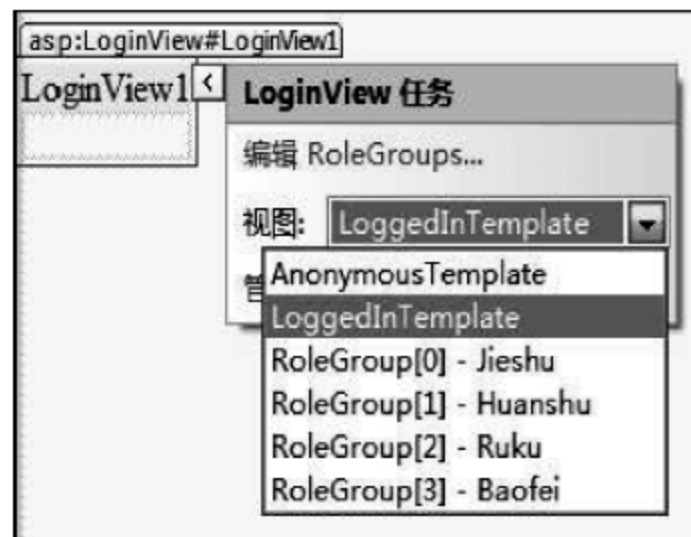 asp:LoginView#LoginView1
LoginView1
LoginView 任务
编辑 RoleGroups...
视图: LoggedInTemplate
AnonymousTemplate
LoggedInTemplate
RoleGroup[0] - Jieshu
RoleGroup[1] - Huanshu
RoleGroup[2] - Ruku
RoleGroup[3] - Baofei